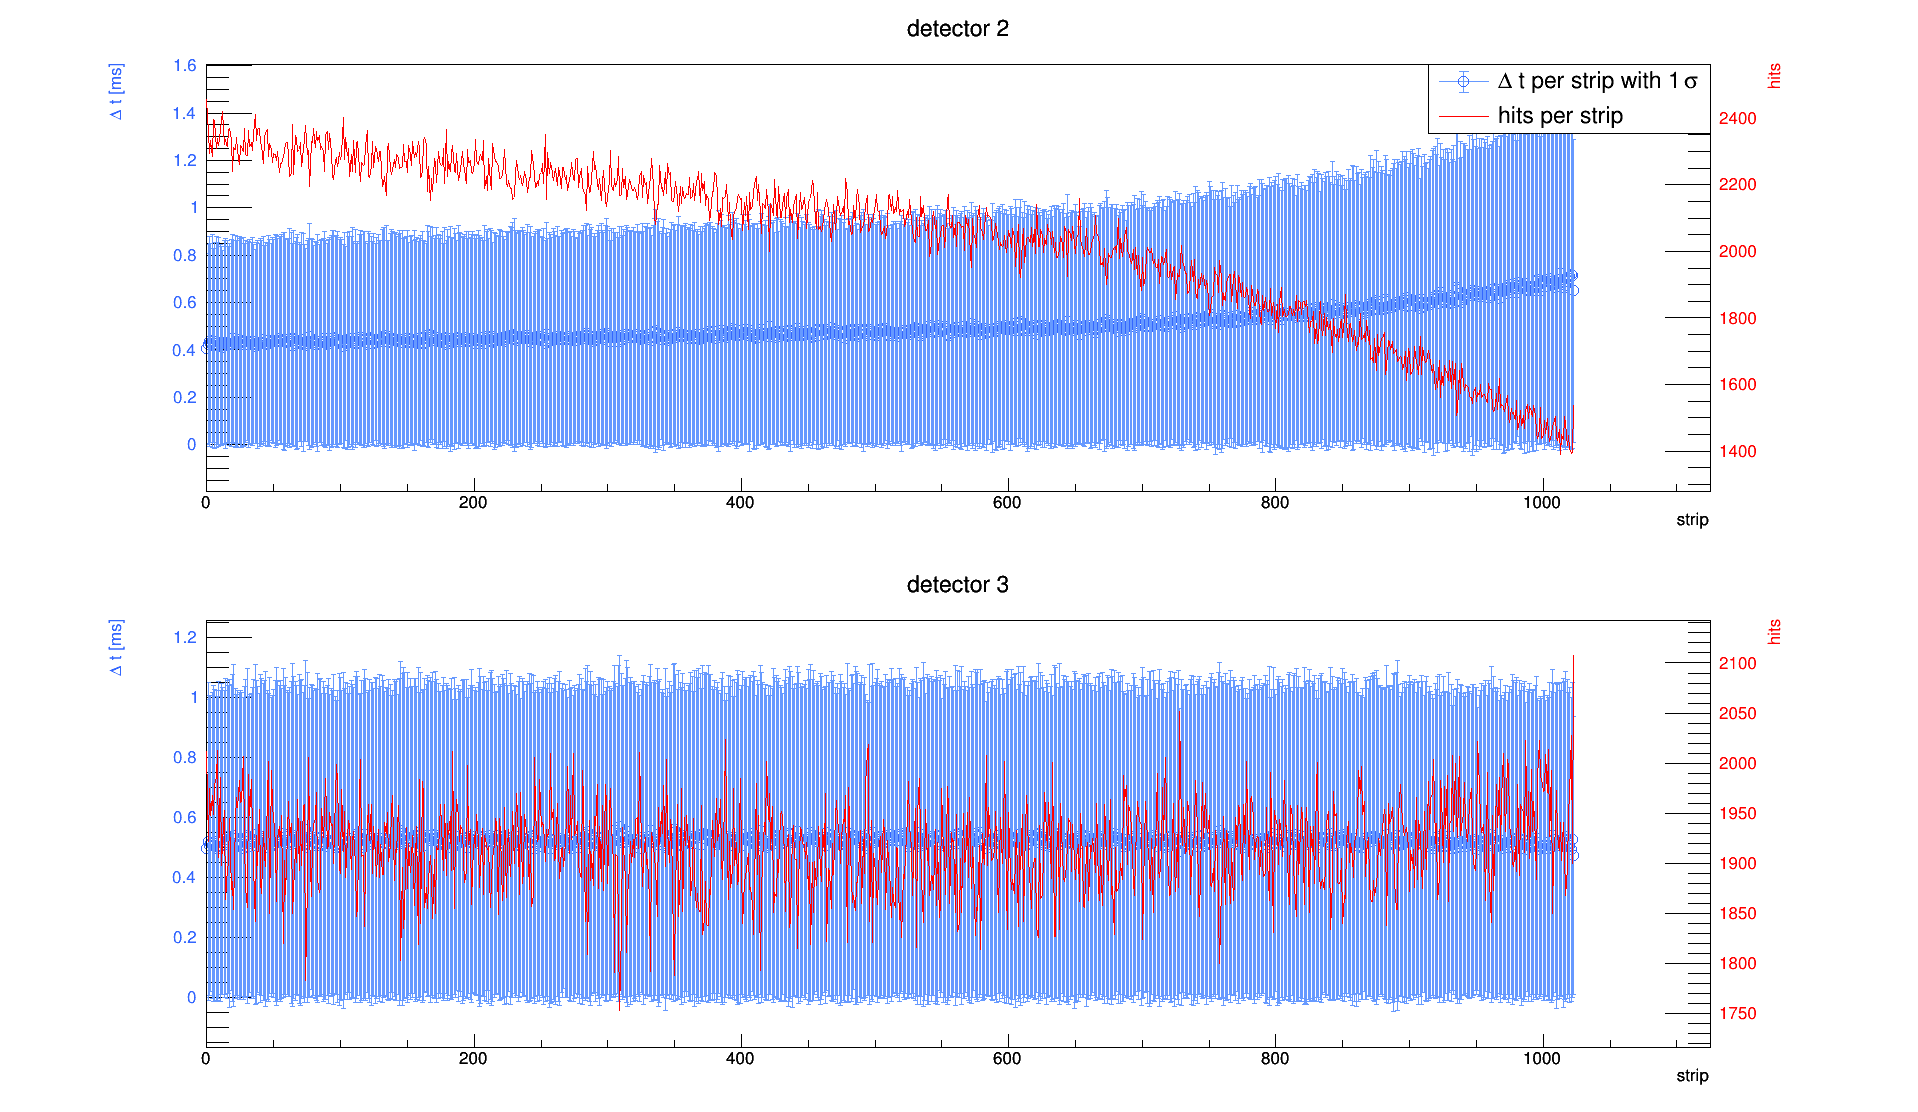 detector 2
Δ t [ms]
hits
1.6
1.4
1.2
1
0.8
0.6
0.4
0.2
0
Δ t per strip with 1 σ
hits per strip
2400
2200
2000
1800
1600
1400
0 200 400 600 800 1000
strip
detector 3
Δ t [ms]
hits
1.2
1
0.8
0.6
0.4
0.2
0
2100
2050
2000
1950
1900
1850
1800
1750
0 200 400 600 800 1000
strip